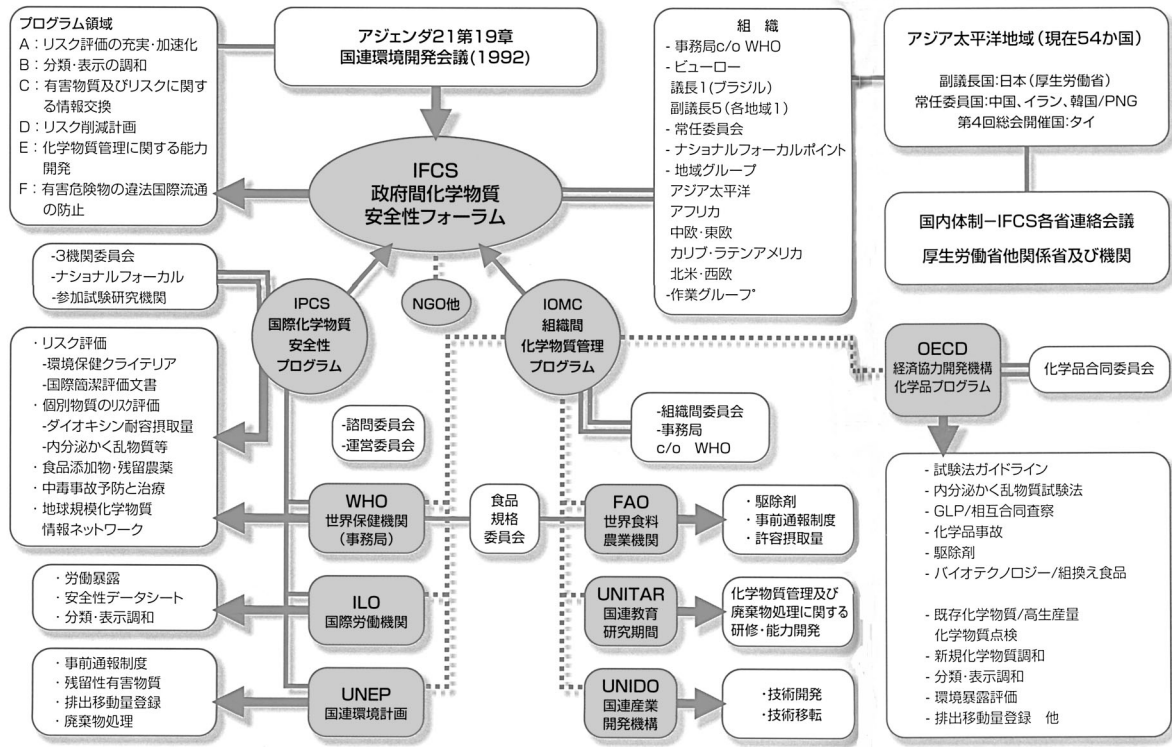 プログラム領域
A：リスク評価の充実･加速化
B：分類･表示の調和
C：有害物質及びリスクに関す
る情報交換
D：リスク削減計画
E：化学物質管理に関する能力
開発
F：有害危険物の違法国際流通
の防止
アジェンダ21第19章
国連環境開発会議(1992)
IFCS
政府間化学物質
安全性フォーラム
組　織
- 事務局c/o WHO
- ビューロー
議長1(ブラジル)
副議長5(各地域1)
- 常任委員会
- ナショナルフォーカルポイント
- 地域グループ
アジア太平洋
アフリカ
中欧･東欧
カリブ･ラテンアメリカ
北米･西欧
-作業グループ
アジア太平洋地域(現在54か国)
副議長国:日本(厚生労働省)
常任委員国:中国、イラン、韓国/PNG
第4回総会開催国:タイ
国内体制－IFCS各省連絡会議
厚生労働省他関係省及び機関
-3機関委員会
-ナショナルフォーカル
-参加試験研究機関
IPCS
国際化学物質
安全性
プログラム
NGO他
IOMC
組織間
化学物質管理
プログラム
OECD
経済協力開発機構
化学品プログラム
化学品合同委員会
・リスク評価
-環境保健クライテリア
-国際簡潔評価文書
・個別物質のリスク評価
-ダイオキシン耐容摂取量
-内分泌かく乱物質等
・食品添加物･残留農薬
・中毒事故予防と治療
・地球規模化学物質
情報ネットワーク
-諮問委員会
-運営委員会
-組織間委員会
-事務局
c/o WHO
WHO
世界保健機関
(事務局)
食品
規格
委員会
FAO
世界食料
農業機関
・駆除剤
・事前通報制度
・許容摂取量
・労働暴露
・安全性データシート
・分類･表示調和
ILO
国際労働機関
UNITAR
国連教育
研究期間
化学物質管理及び
廃棄物処理に関する
研修･能力開発
・事前通報制度
・残留性有害物質
・排出移動量登録
・廃棄物処理
UNEP
国連環境計画
UNIDO
国連産業
開発機構
・技術開発
・技術移転
- 試験法ガイドライン
- 内分泌かく乱物質試験法
- GLP/相互合同査察
- 化学品事故
- 駆除剤
- バイオテクノロジー/組換え食品
- 既存化学物質/高生産量
化学物質点検
- 新規化学物質調和
- 分類･表示調和
- 環境暴露評価
- 排出移動量登録　他